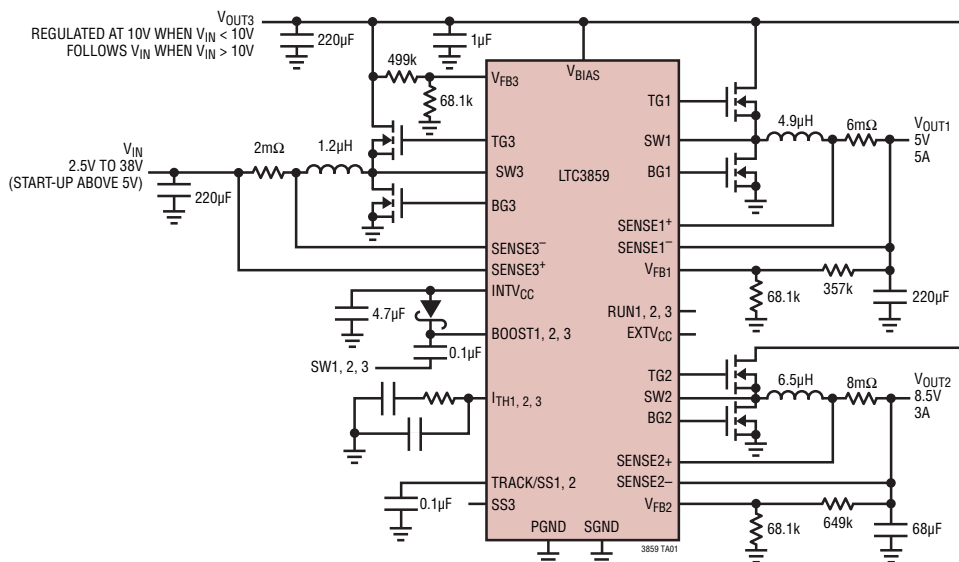 VOUT3
REGULATED AT 10V WHEN VIN < 10V
FOLLOWS VIN WHEN VIN > 10V
220µF
1µF
499k
68.1k
VFB3
VBIAS
TG1
4.9µH
6mΩ
VOUT1
5V
5A
VIN
2.5V TO 38V
(START-UP ABOVE 5V)
2mΩ
1.2µH
220µF
TG3
SW3
BG3
LTC3859
SW1
BG1
SENSE1+
SENSE1–
SENSE3–
SENSE3+
VFB1
357k
68.1k
220µF
INTVCC
4.7µF
BOOST1, 2, 3
0.1µF
SW1, 2, 3
RUN1, 2, 3
EXTVCC
TG2
6.5µH
8mΩ
VOUT2
8.5V
3A
SW2
BG2
ITH1, 2, 3
SENSE2+
SENSE2–
TRACK/SS1, 2
0.1µF
SS3
VFB2
649k
68.1k
68µF
PGND
SGND
3859 TA01